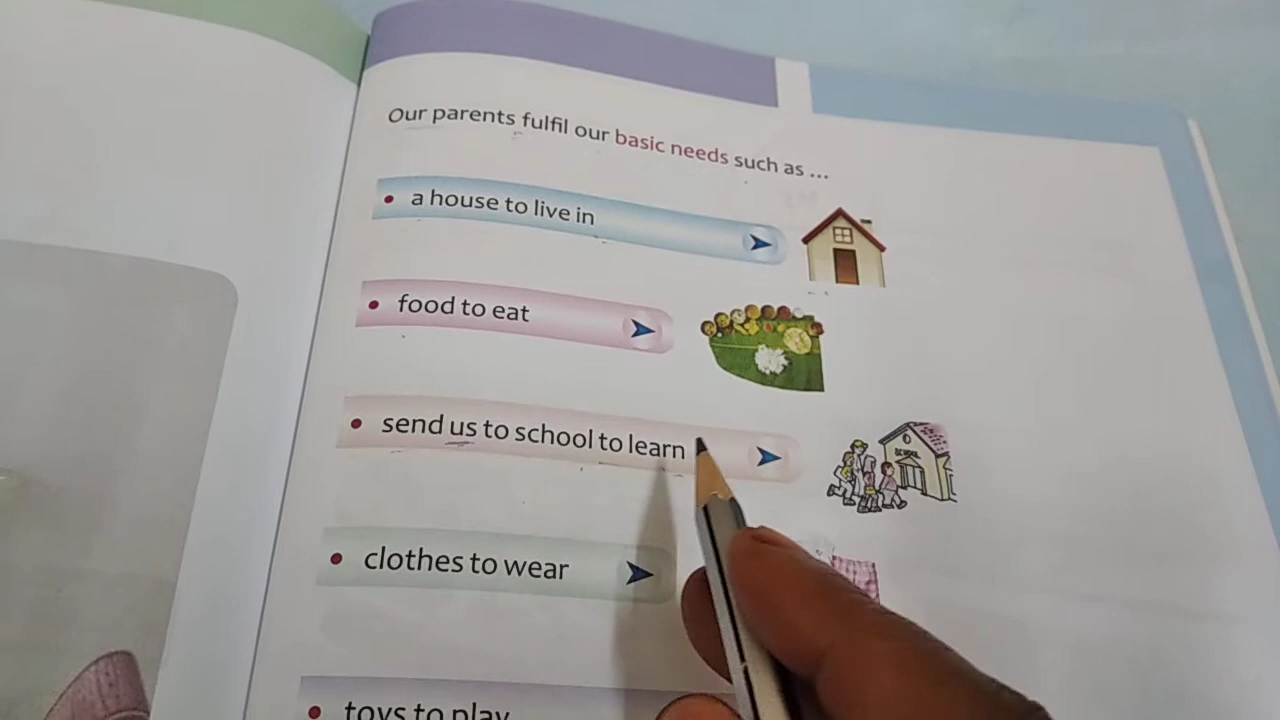 Our parents fulfil our basic needs such as ...
• a house to live in
• food to eat
• send us to school to learn
SCHOOL
• clothes to wear
• toys to play